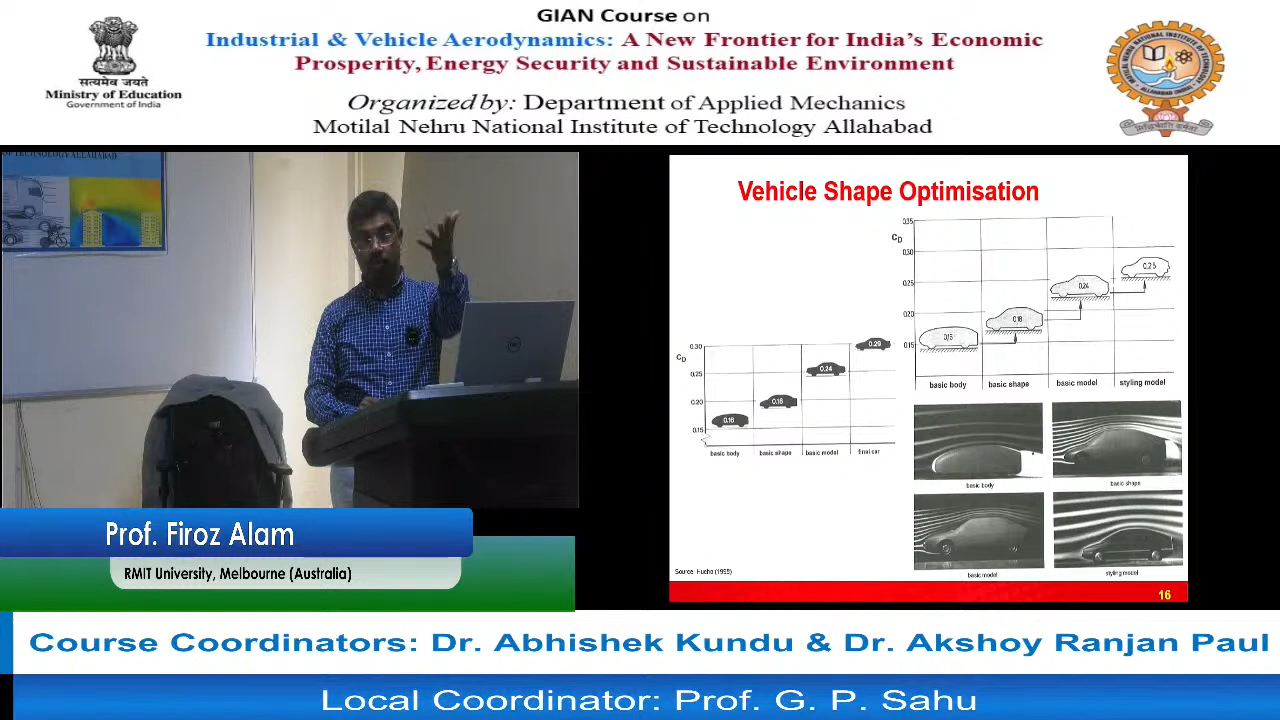 GIAN Course on
Industrial & Vehicle Aerodynamics: A New Frontier for India's Economic
Prosperity, Energy Security and Sustainable Environment
Organized by: Department of Applied Mechanics
Motilal Nehru National Institute of Technology Allahabad
सत्यमेव जयते
Ministry of Education
Government of India
OF TECHNOLOGY ALLAHABAD
Vehicle Shape Optimisation
CD
0.35
0.30
0.25
0.20
0.15
0.15
0.18
0.24
0.25
basic body
basic shape
basic model
styling model
CD
0.30
0.25
0.20
0.15
0.16
0.18
0.24
0.29
basic body
basic shape
basic model
final car
basic body
basic shape
basic model
styling model
Source: Hucho (1998)
16
Prof. Firoz Alam
RMIT University, Melbourne (Australia)
Course Coordinators: Dr. Abhishek Kundu & Dr. Akshoy Ranjan Paul
Local Coordinator: Prof. G. P. Sahu